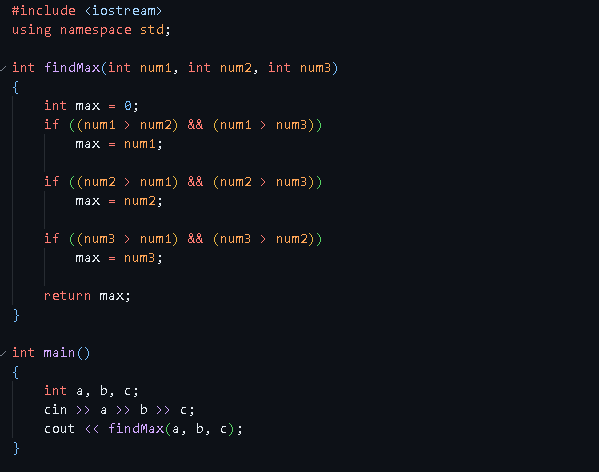 #include <iostream>
using namespace std;
int findMax(int num1, int num2, int num3)
{
    int max = 0;
    if ((num1 > num2) && (num1 > num3))
        max = num1;
    if ((num2 > num1) && (num2 > num3))
        max = num2;
    if ((num3 > num1) && (num3 > num2))
        max = num3;
    return max;
}
int main()
{
    int a, b, c;
    cin >> a >> b >> c;
    cout << findMax(a, b, c);
}